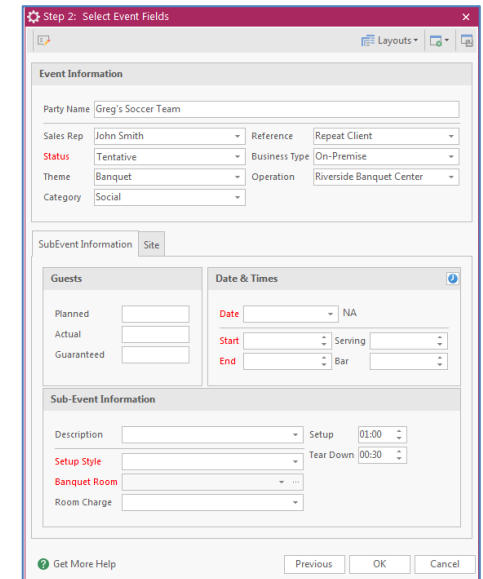 Step 2: Select Event Fields
Layouts
Event Information
Party Name Greg's Soccer Team
Sales Rep John Smith Reference Repeat Client
Status Tentative Business Type On-Premise
Theme Banquet Operation Riverside Banquet Center
Category Social
SubEvent Information Site
Guests Date & Times
Planned Date NA
Actual Start Serving
Guaranteed End Bar
Sub-Event Information
Description Setup 01:00
Setup Style Tear Down 00:30
Banquet Room ...
Room Charge
Get More Help Previous OK Cancel